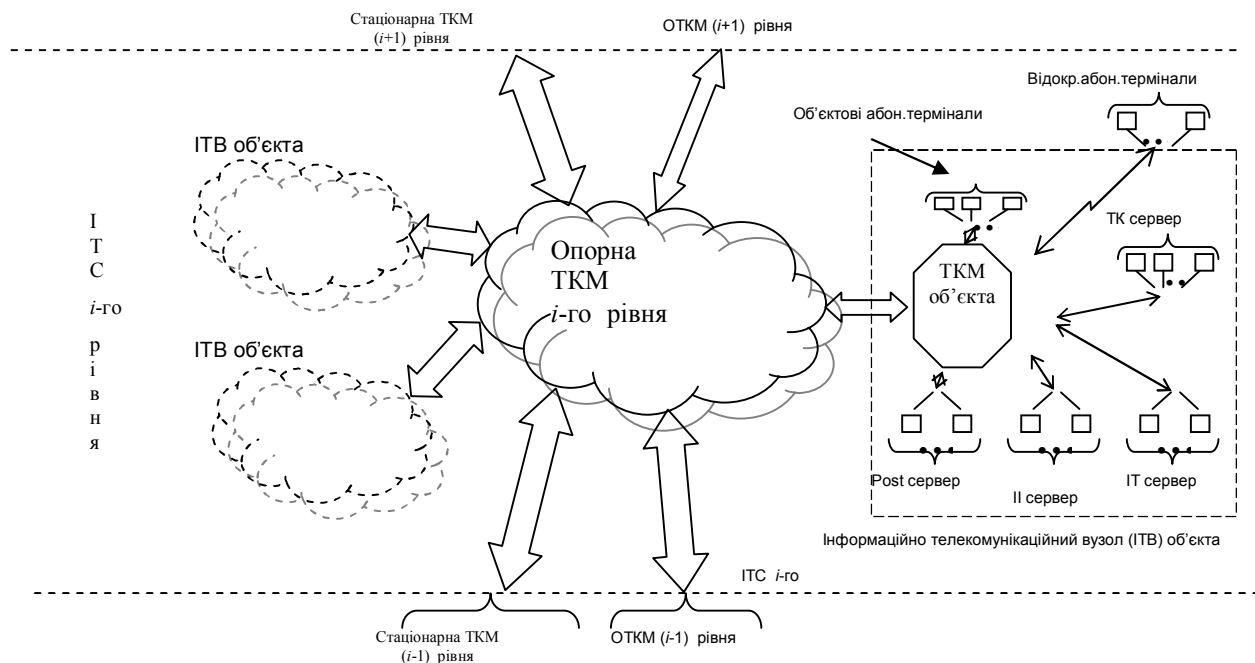 Стаціонарна ТКМ
(i+1) рівня
ОТКМ (i+1) рівня
Відокр.абон.термінали
Об’єктові абон.термінали
ІТВ об’єкта
ІТС i-го рівня
Опорна
ТКМ
i-го рівня
ТКМ
об’єкта
ТК сервер
ІТВ об’єкта
Post сервер
ІІ сервер
ІТ сервер
Інформаційно телекомунікаційний вузол (ІТВ) об’єкта
ІТС i-го
Стаціонарна ТКМ
(i-1) рівня
ОТКМ (i-1) рівня